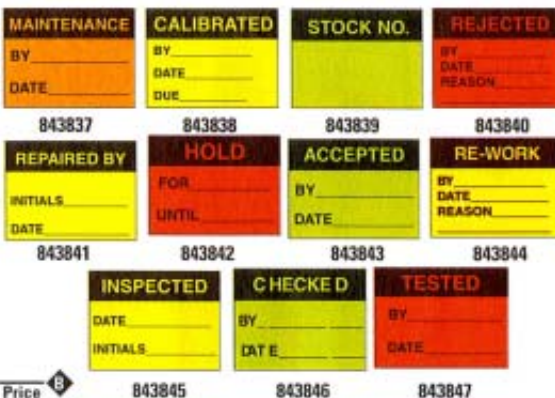 MAINTENANCE
BY
DATE
843837
CALIBRATED
BY
DATE
DUE
843838
STOCK NO.
843839
REJECTED
BY
DATE
REASON
843840
REPAIRED BY
INITIALS
DATE
843841
HOLD
FOR
UNTIL
843842
ACCEPTED
BY
DATE
843843
RE-WORK
BY
DATE
REASON
843844
INSPECTED
DATE
INITIALS
843845
CHECKED
BY
DATE
843846
TESTED
BY
DATE
843847
Price B